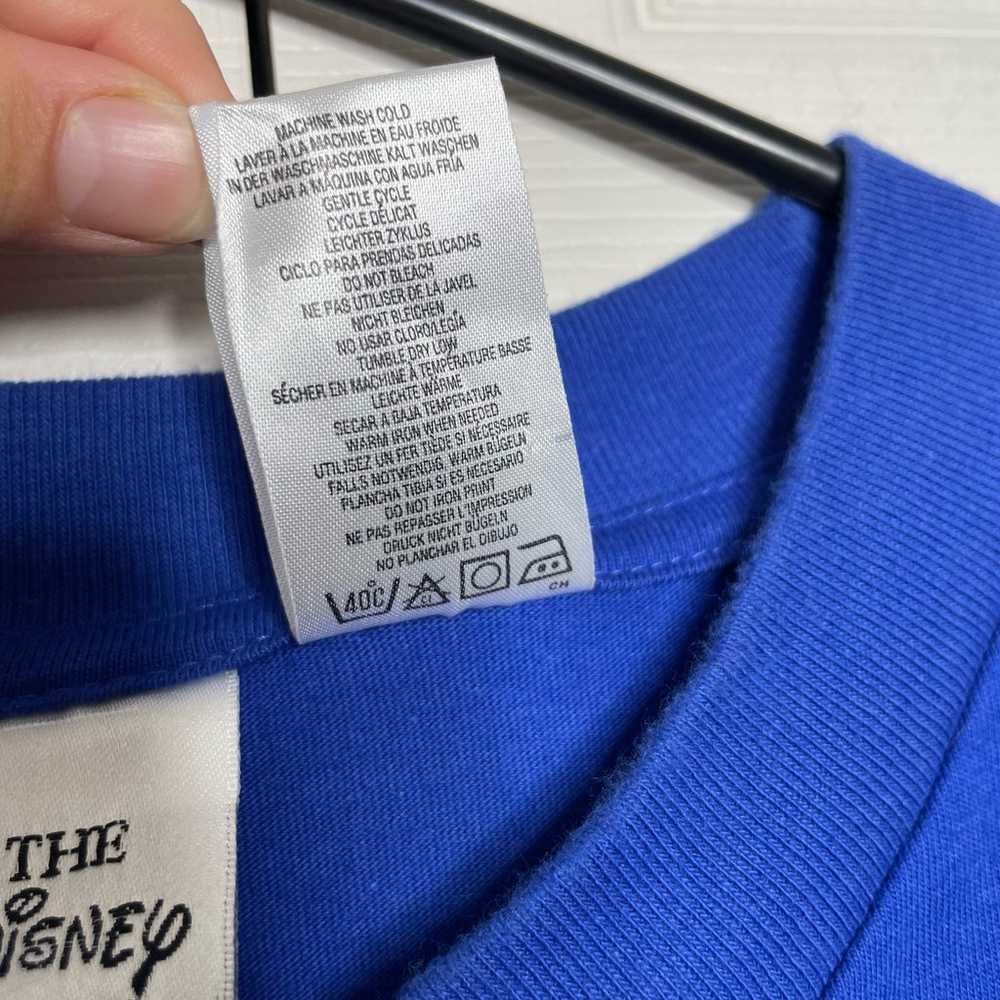 MACHINE WASH COLD
LAVER À LA MACHINE EN EAU FROIDE
IN DER WASCHMASCHINE KALT WASCHEN
LAVAR A MAQUINA CON AGUA FRIA
GENTLE CYCLE
CYCLE DÉLICAT
LEICHTER ZYKLUS
CICLO PARA PRENDAS DELICADAS
DO NOT BLEACH
NE PAS UTILISER DE LA JAVEL
NICHT BLEICHEN
NO USAR CLORO/LEGÍA
TUMBLE DRY LOW
SÉCHER EN MACHINE À TEMPÉRATURE BASSE
LEICHTE WÄRME
SECAR A BAJA TEMPERATURA
WARM IRON WHEN NEEDED
UTILISEZ UN FER TIÈDE SI NÉCESSAIRE
FALLS NOTWENDIG, WARM BÜGELN
PLANCHA TIBIA SI ES NECESARIO
DO NOT IRON PRINT
NE PAS REPASSER L'IMPRESSION
DRUCK NICHT BÜGELN
NO PLANCHAR EL DIBUJO
40C CL CH
THE
DISNEY